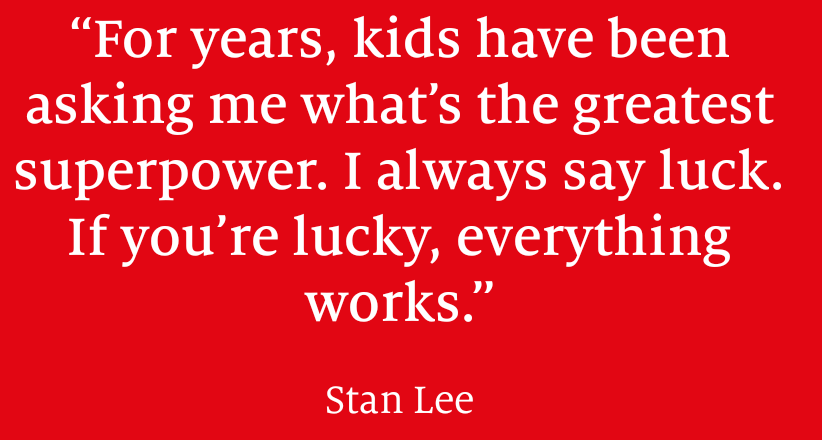 “For years, kids have been
asking me what’s the greatest
superpower. I always say luck.
If you’re lucky, everything
works.”
Stan Lee